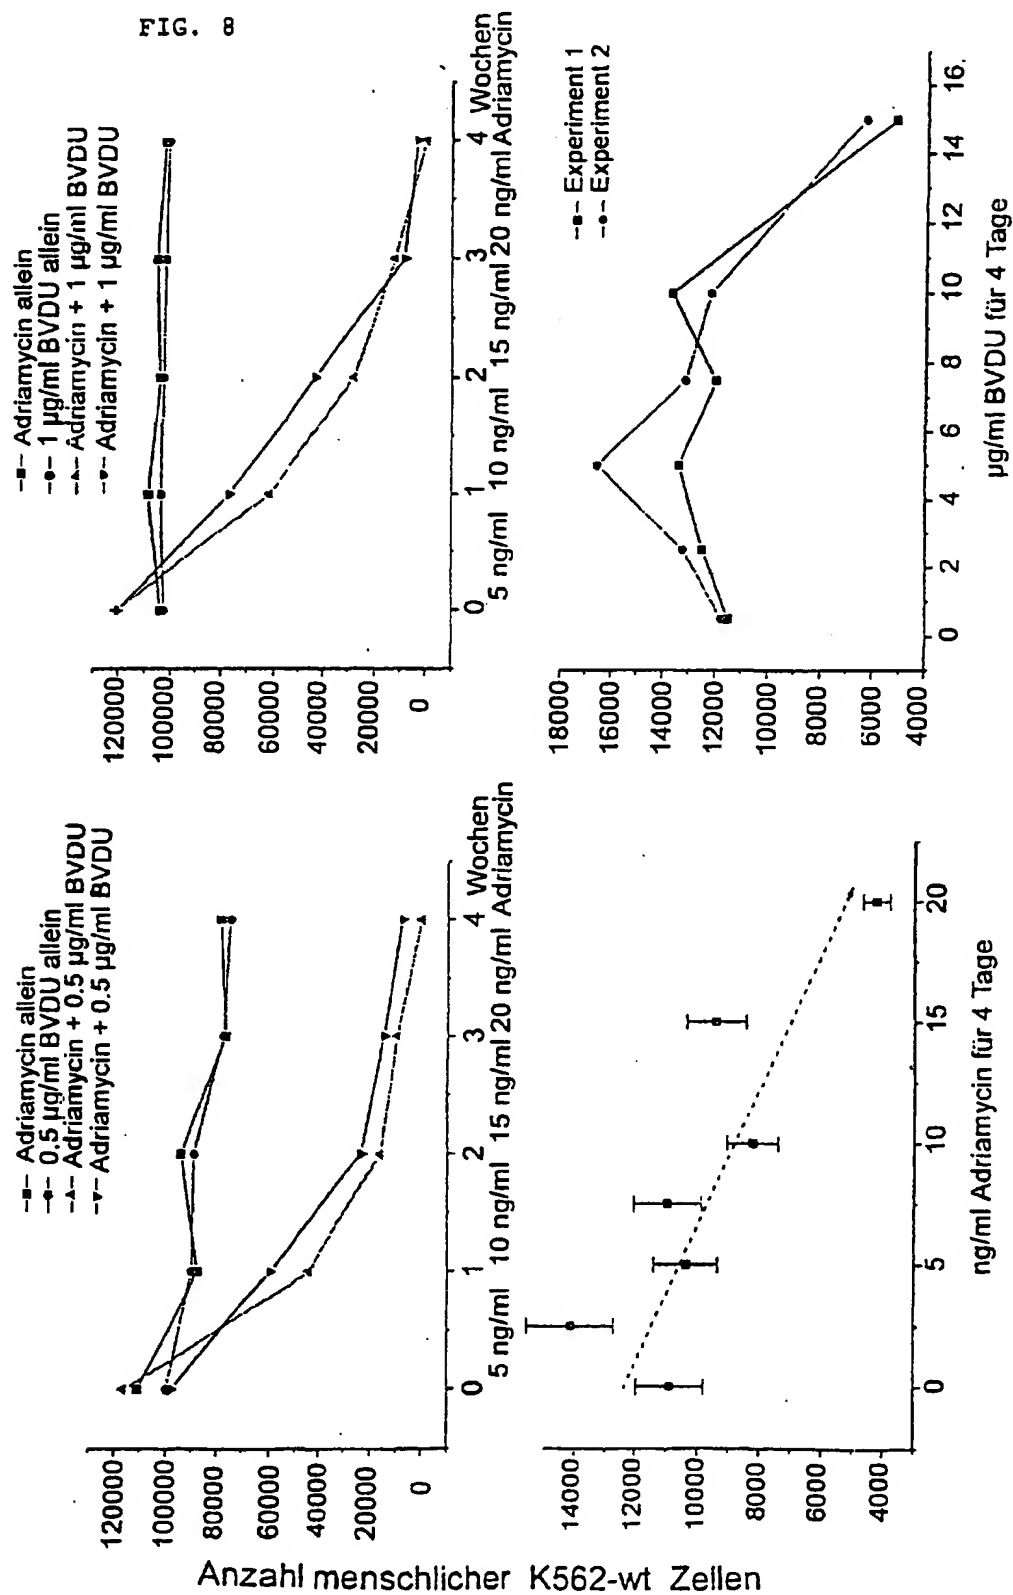 FIG. 8
Anzahl menschlicher K562-wt Zellen
–■– Adriamycin allein
–●– 0.5 µg/ml BVDU allein
–▲– Adriamycin + 0.5 µg/ml BVDU
–▼– Adriamycin + 0.5 µg/ml BVDU
120000
100000
80000
60000
40000
20000
0
0 1 2 3 4 Wochen
5 ng/ml 10 ng/ml 15 ng/ml 20 ng/ml Adriamycin
–■– Adriamycin allein
–●– 1 µg/ml BVDU allein
–▲– Adriamycin + 1 µg/ml BVDU
–▼– Adriamycin + 1 µg/ml BVDU
120000
100000
80000
60000
40000
20000
0
0 1 2 3 4 Wochen
5 ng/ml 10 ng/ml 15 ng/ml 20 ng/ml Adriamycin
14000
12000
10000
8000
6000
4000
0 5 10 15 20
ng/ml Adriamycin für 4 Tage
–■– Experiment 1
–●– Experiment 2
18000
16000
14000
12000
10000
8000
6000
4000
0 2 4 6 8 10 12 14 16
µg/ml BVDU für 4 Tage